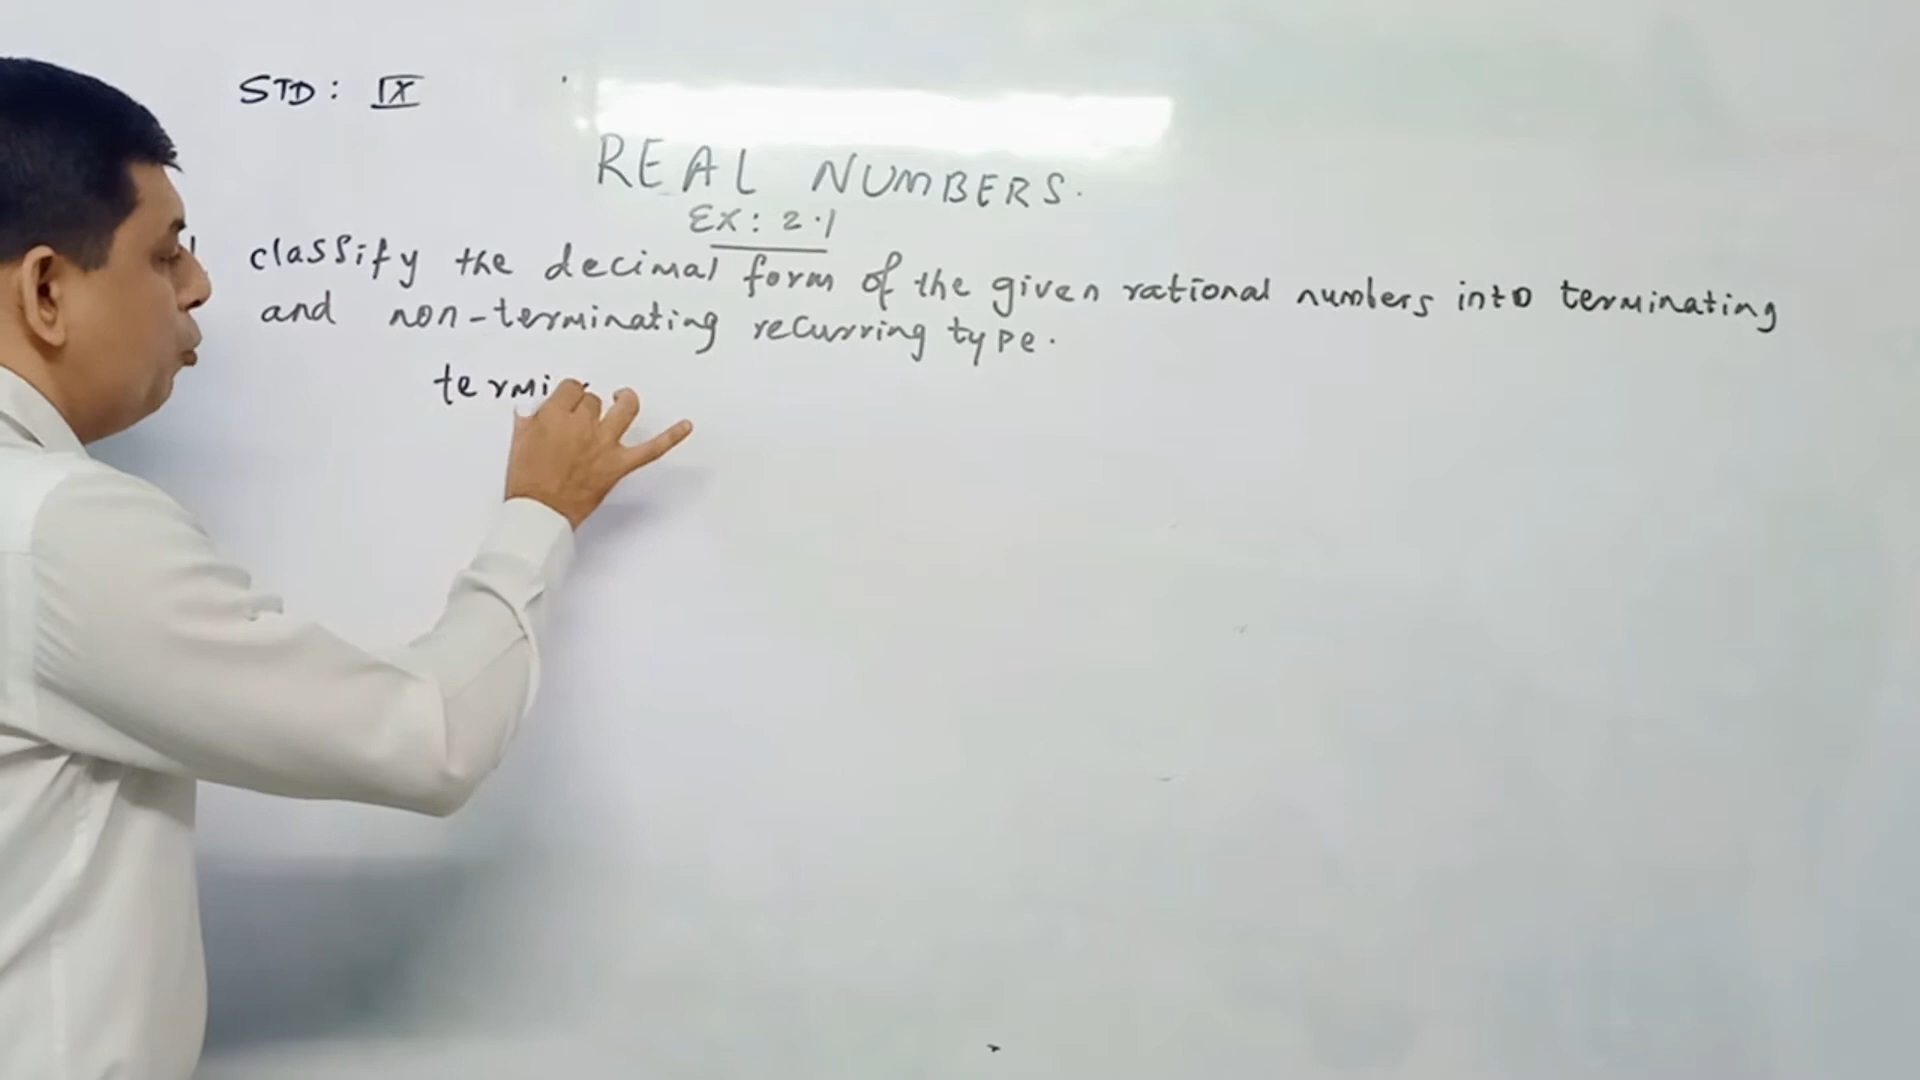 STD: IX
REAL NUMBERS.
EX: 2.1
classify the decimal form of the given rational numbers into terminating
and non-terminating recurring type.
termi